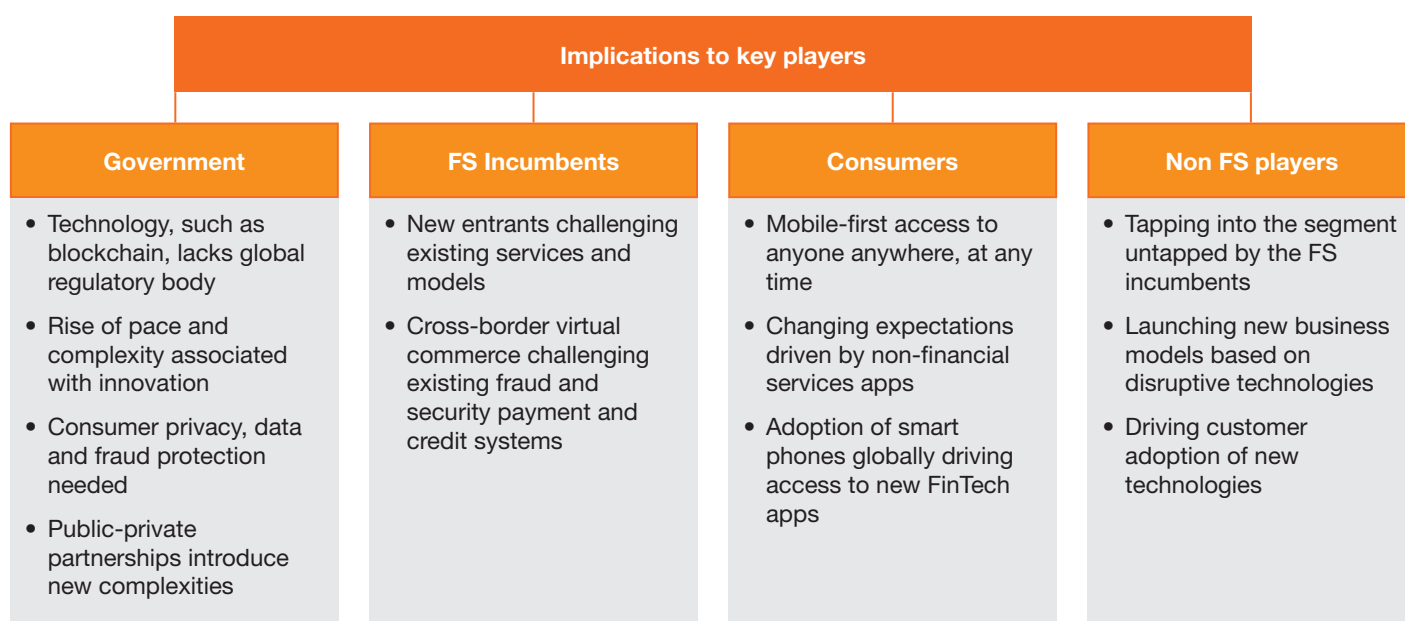 Implications to key players
Government
• Technology, such as
blockchain, lacks global
regulatory body
• Rise of pace and
complexity associated
with innovation
• Consumer privacy, data
and fraud protection
needed
• Public-private
partnerships introduce
new complexities
FS Incumbents
• New entrants challenging
existing services and
models
• Cross-border virtual
commerce challenging
existing fraud and
security payment and
credit systems
Consumers
• Mobile-first access to
anyone anywhere, at any
time
• Changing expectations
driven by non-financial
services apps
• Adoption of smart
phones globally driving
access to new FinTech
apps
Non FS players
• Tapping into the segment
untapped by the FS
incumbents
• Launching new business
models based on
disruptive technologies
• Driving customer
adoption of new
technologies